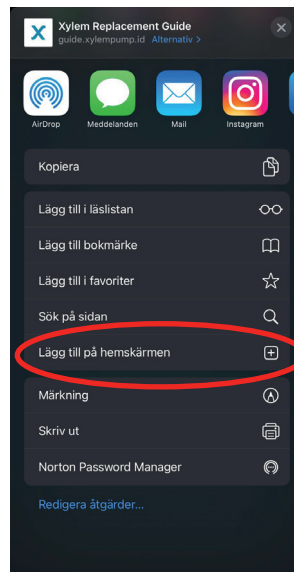 Xylem Replacement Guide
guide.xylempump.id Alternativ >
AirDrop Meddelanden Mail Instagram
Kopiera
Lägg till i läslistan
Lägg till bokmärke
Lägg till i favoriter
Sök på sidan
Lägg till på hemskärmen
Märkning
Skriv ut
Norton Password Manager
Redigera åtgärder...